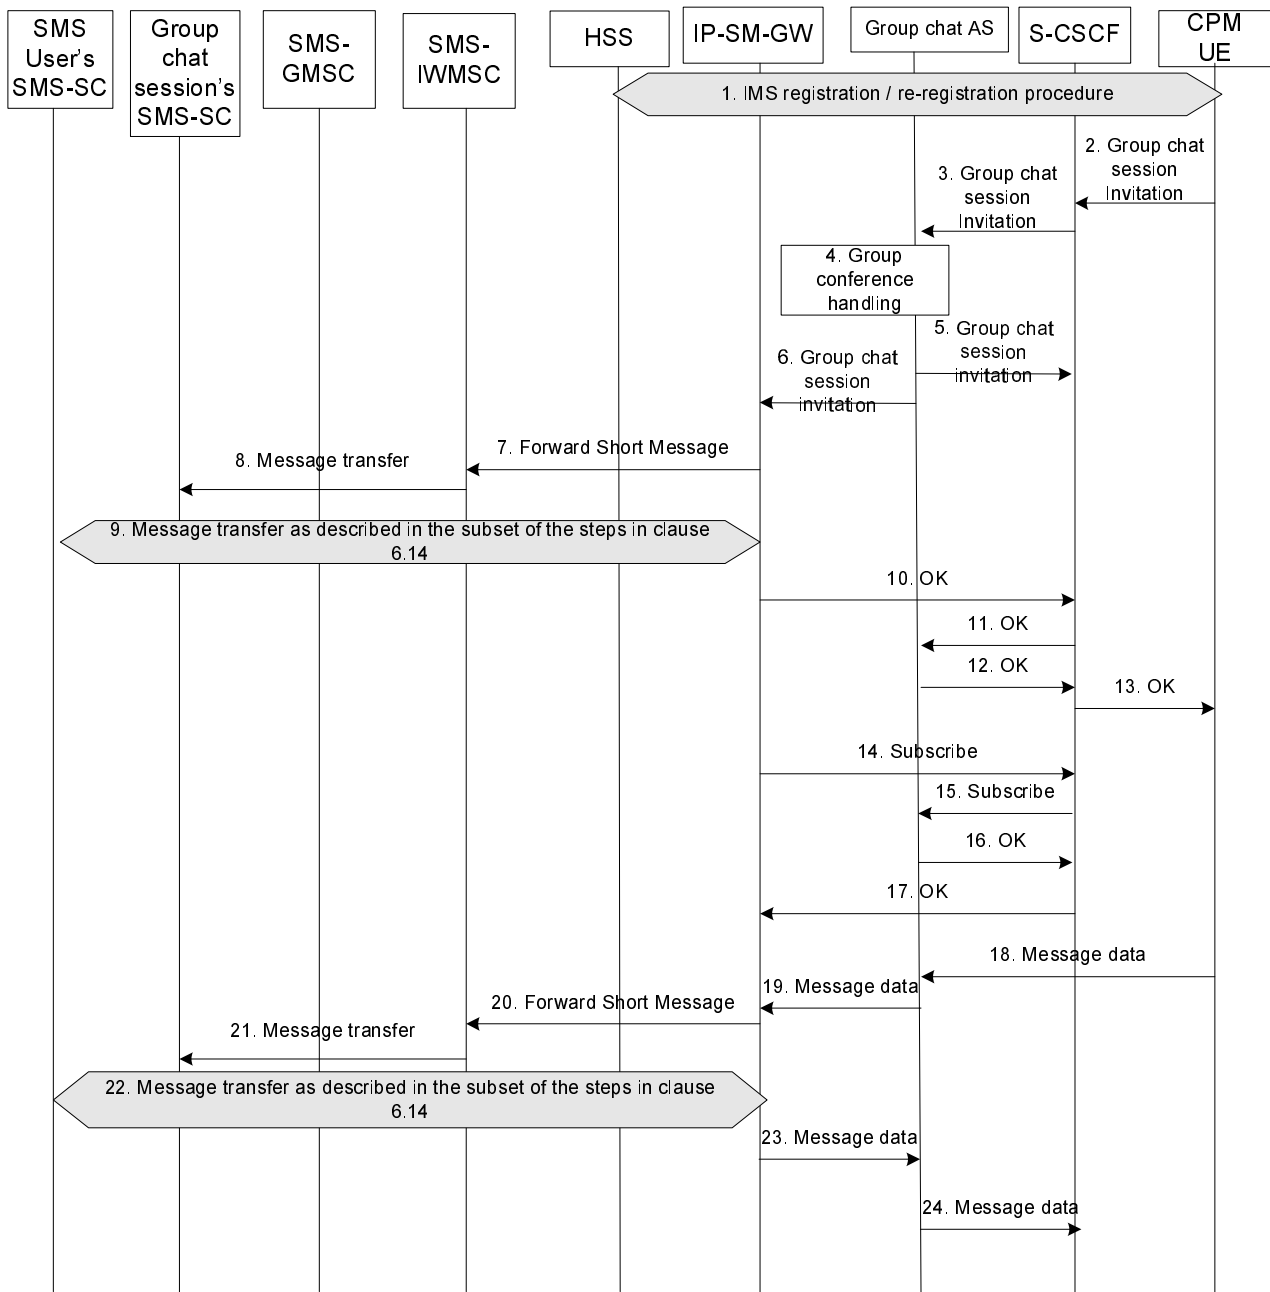 SMS
User's
SMS-SC
Group
chat
session's
SMS-SC
SMS-
GMSC
SMS-
IWMSC
HSS
IP-SM-GW
Group chat AS
S-CSCF
CPM
UE
1. IMS registration / re-registration procedure
2. Group chat
session
Invitation
3. Group chat
session
Invitation
4. Group
conference
handling
5. Group chat
session
invitation
6. Group chat
session
invitation
7. Forward Short Message
8. Message transfer
9. Message transfer as described in the subset of the steps in clause
6.14
10. OK
11. OK
12. OK
13. OK
14. Subscribe
15. Subscribe
16. OK
17. OK
18. Message data
19. Message data
20. Forward Short Message
21. Message transfer
22. Message transfer as described in the subset of the steps in clause
6.14
23. Message data
24. Message data